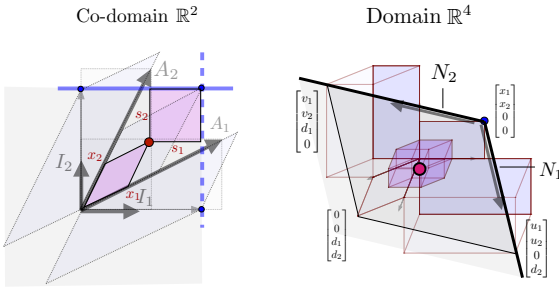 Co-domain ℝ²
A₂
s₂
A₁
s₁
x₂
I₂
x₁
I₁
Domain ℝ⁴
N₂
[x₁
x₂
0
0]
[v₁
v₂
d₁
0]
N₁
[0
0
d₁
d₂]
[u₁
u₂
0
d₂]